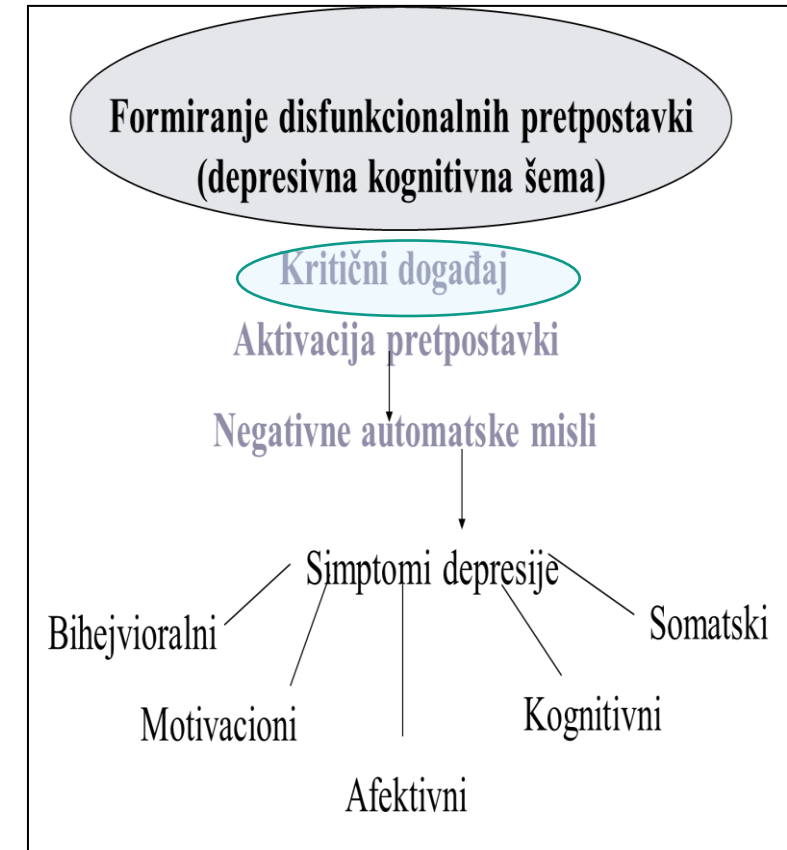 Formiranje disfunkcionalnih pretpostavki
(depresivna kognitivna šema)
Kritični događaj
Aktivacija pretpostavki
Negativne automatske misli
Simptomi depresije
Bihejvioralni
Somatski
Motivacioni
Kognitivni
Afektivni